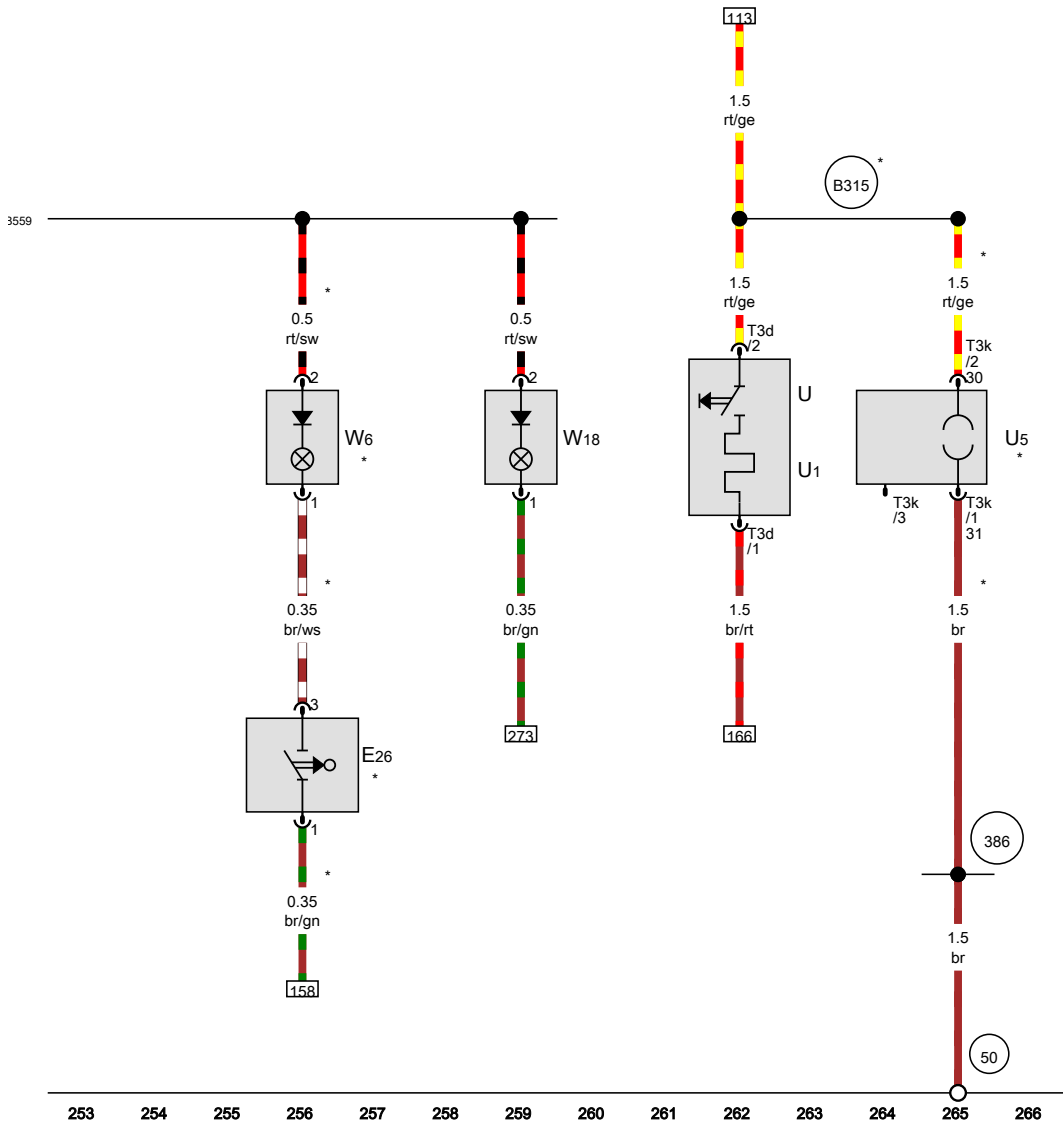 113
1.5
rt/ge
*
B315
B559
*
*
0.5
rt/sw
0.5
rt/sw
1.5
rt/ge
1.5
rt/ge
T3d
/2
T3k
/2
30
2
2
W6
*
W18
U
U1
U5
*
1
1
T3d
/1
T3k
/3
T3k
/1
31
*
*
0.35
br/ws
0.35
br/gn
1.5
br/rt
1.5
br
3
273
166
E26
*
1
386
*
0.35
br/gn
1.5
br
158
50
253 254 255 256 257 258 259 260 261 262 263 264 265 266